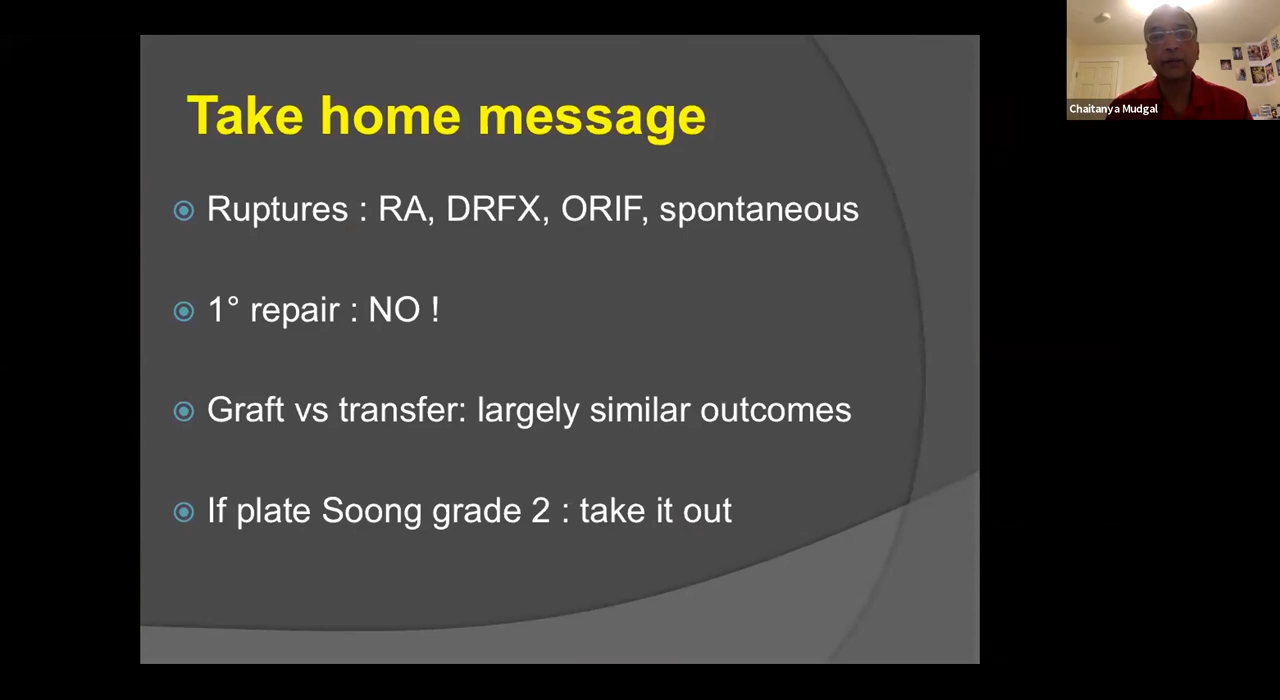 Take home message
Ruptures : RA, DRFX, ORIF, spontaneous
1° repair : NO !
Graft vs transfer: largely similar outcomes
If plate Soong grade 2 : take it out
Chaitanya Mudgal